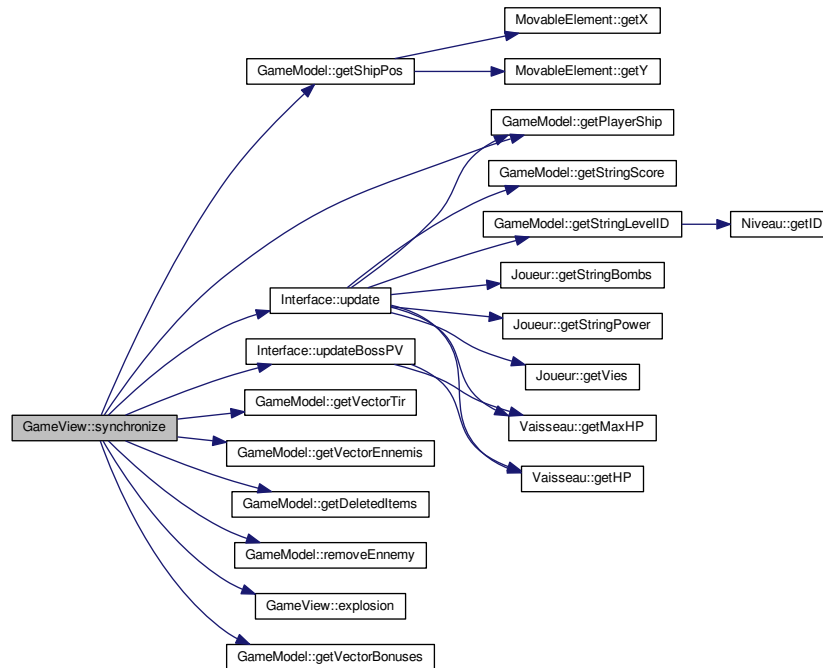 MovableElement::getX
GameModel::getShipPos
MovableElement::getY
GameModel::getPlayerShip
GameModel::getStringScore
GameModel::getStringLevelID
Niveau::getID
Joueur::getStringBombs
Interface::update
Joueur::getStringPower
Interface::updateBossPV
Joueur::getVies
GameModel::getVectorTir
GameView::synchronize
Vaisseau::getMaxHP
GameModel::getVectorEnnemis
Vaisseau::getHP
GameModel::getDeletedItems
GameModel::removeEnnemy
GameView::explosion
GameModel::getVectorBonuses